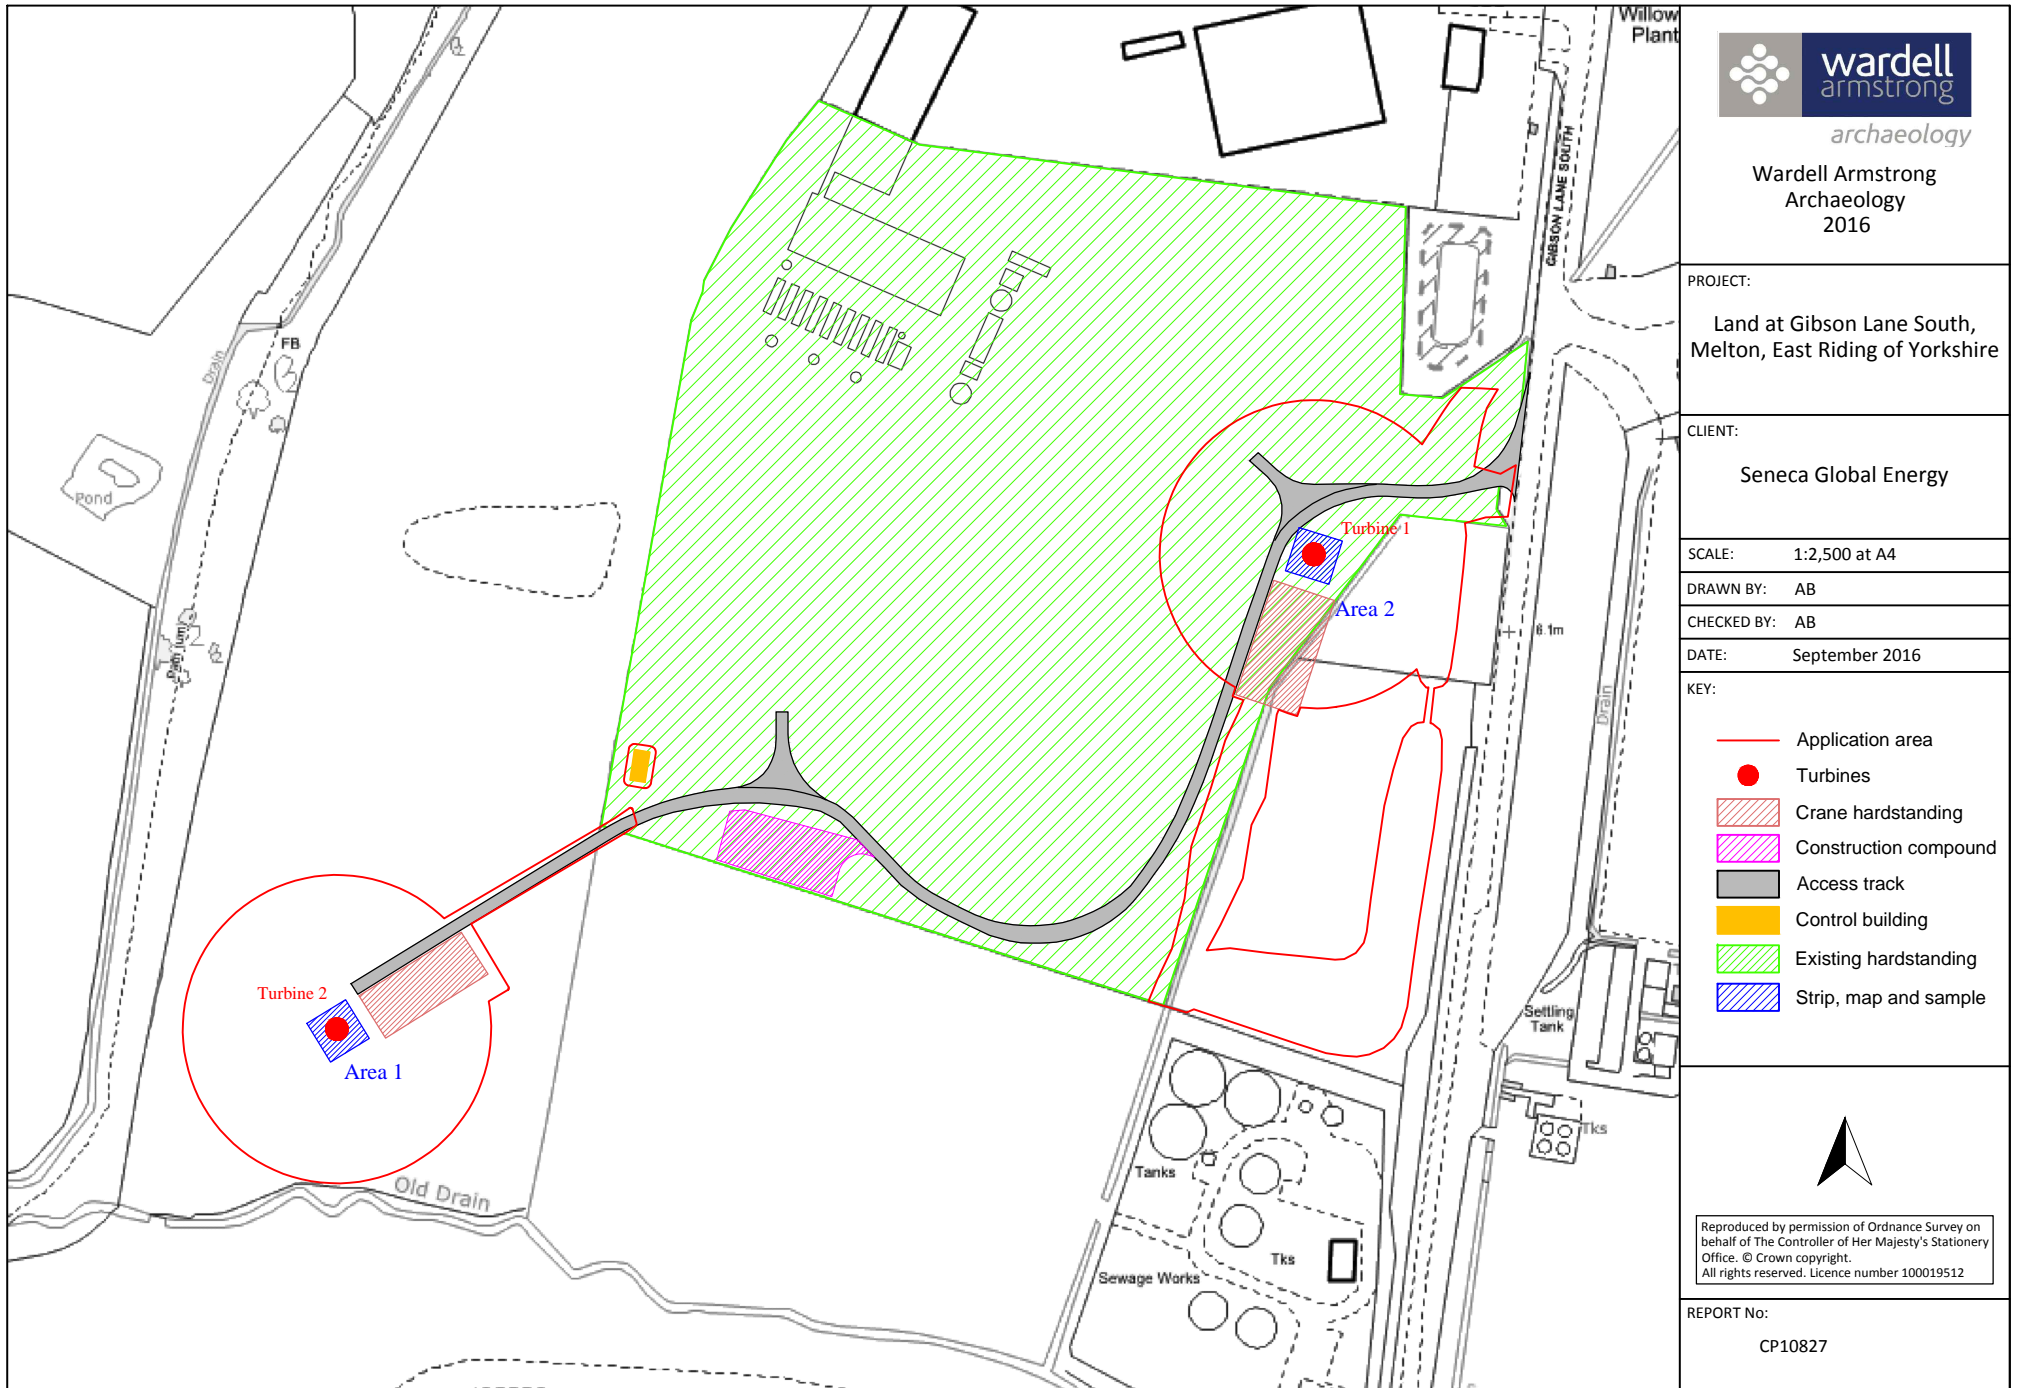 Willow
Plant
GIBSON LANE SOUTH
FB
Drain
Pond
Path (um)
Turbine 1
Area 2
6.1m
Drain
Turbine 2
Area 1
Old Drain
Settling
Tank
Tks
Tanks
Tks
Sewage Works
wardell
armstrong
archaeology
Wardell Armstrong
Archaeology
2016
PROJECT:
Land at Gibson Lane South,
Melton, East Riding of Yorkshire
CLIENT:
Seneca Global Energy
SCALE: 1:2,500 at A4
DRAWN BY: AB
CHECKED BY: AB
DATE: September 2016
KEY:
Application area
Turbines
Crane hardstanding
Construction compound
Access track
Control building
Existing hardstanding
Strip, map and sample
Reproduced by permission of Ordnance Survey on
behalf of The Controller of Her Majesty's Stationery
Office. © Crown copyright.
All rights reserved. Licence number 100019512
REPORT No:
CP10827